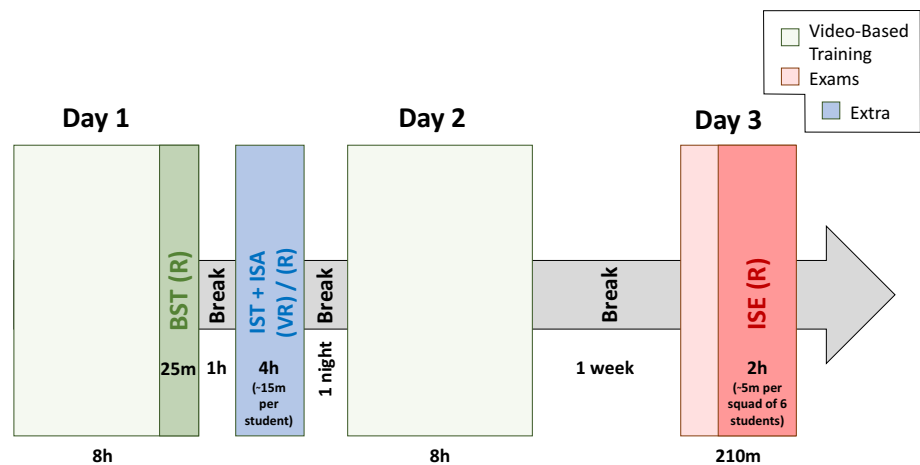 Video-Based
Training
Exams
Extra
Day 1
Day 2
Day 3
BST (R)
25m
Break
1h
IST + ISA
(VR) / (R)
4h
(~15m
per
student)
Break
1 night
Break
1 week
ISE (R)
2h
(~5m per
squad of 6
students)
8h
8h
210m